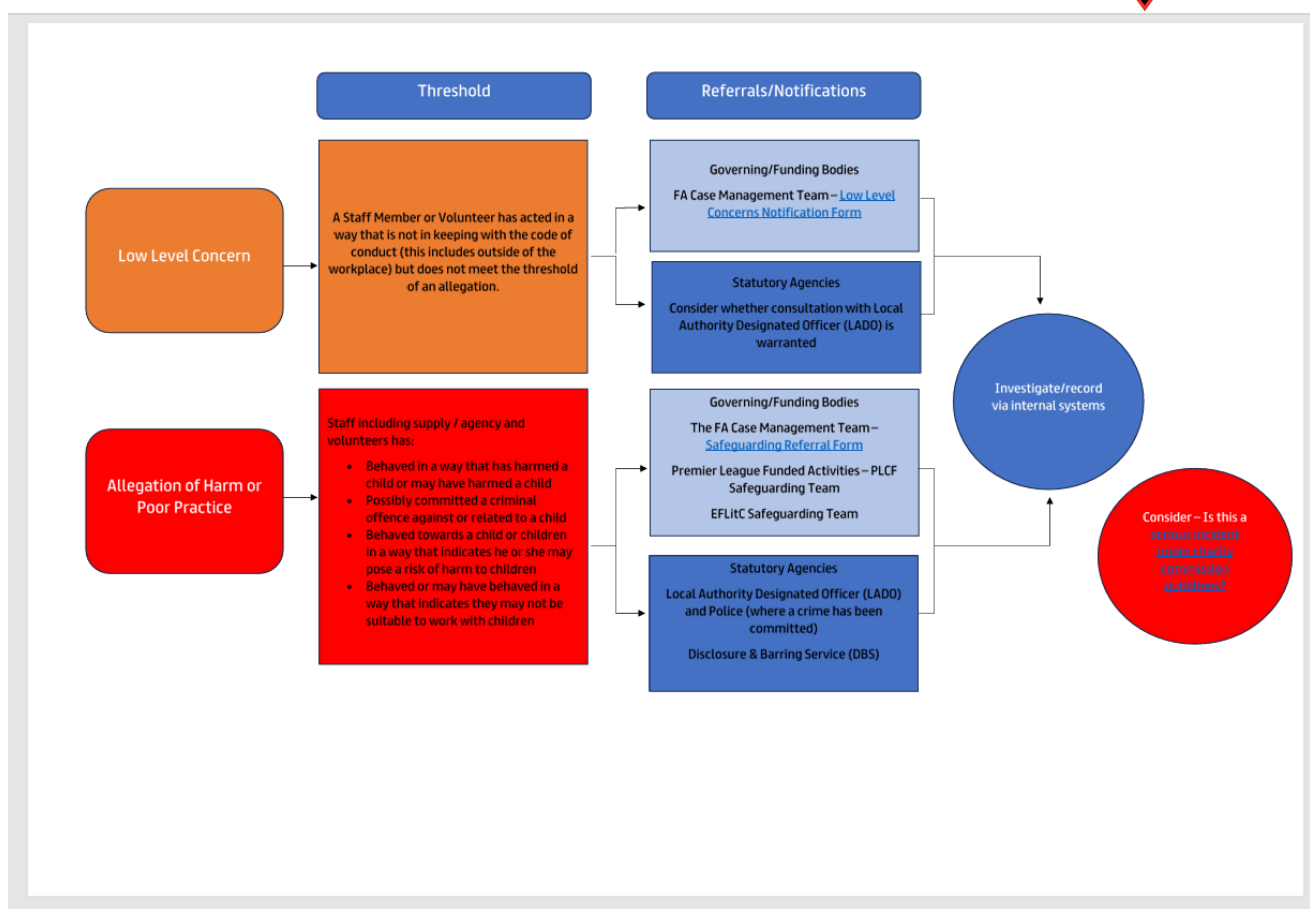 Threshold
Referrals/Notifications
Low Level Concern
A Staff Member or Volunteer has acted in a
way that is not in keeping with the code of
conduct (this includes outside of the
workplace) but does not meet the threshold
of an allegation.
Governing/Funding Bodies
FA Case Management Team – Low Level
Concerns Notification Form
Statutory Agencies
Consider whether consultation with Local
Authority Designated Officer (LADO) is
warranted
Investigate/record
via internal systems
Allegation of Harm or
Poor Practice
Staff including supply / agency and
volunteers has:
• Behaved in a way that has harmed a
child or may have harmed a child
• Possibly committed a criminal
offence against or related to a child
• Behaved towards a child or children
in a way that indicates he or she may
pose a risk of harm to children
• Behaved or may have behaved in a
way that indicates they may not be
suitable to work with children
Governing/Funding Bodies
The FA Case Management Team –
Safeguarding Referral Form
Premier League Funded Activities – PLCF
Safeguarding Team
EFLitC Safeguarding Team
Statutory Agencies
Local Authority Designated Officer (LADO)
and Police (where a crime has been
committed)
Disclosure & Barring Service (DBS)
Consider – Is this a
serious incident
under charity
commission
guidelines?